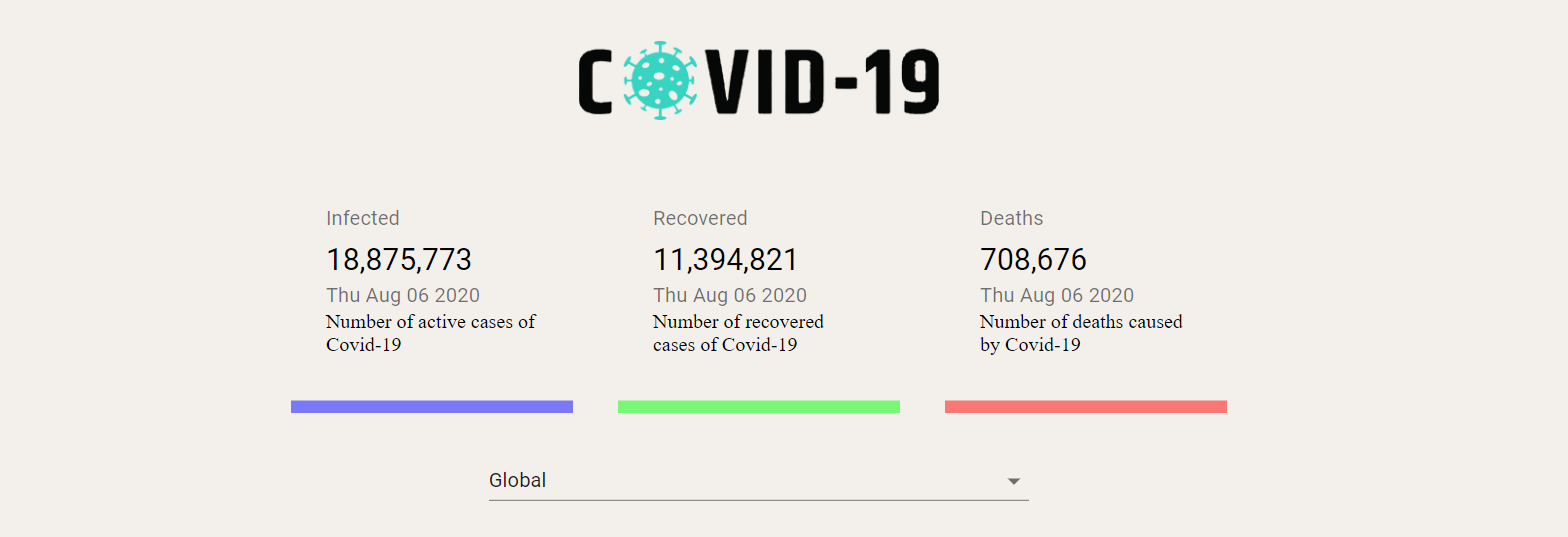 COVID-19
Infected
18,875,773
Thu Aug 06 2020
Number of active cases of
Covid-19
Recovered
11,394,821
Thu Aug 06 2020
Number of recovered
cases of Covid-19
Deaths
708,676
Thu Aug 06 2020
Number of deaths caused
by Covid-19
Global